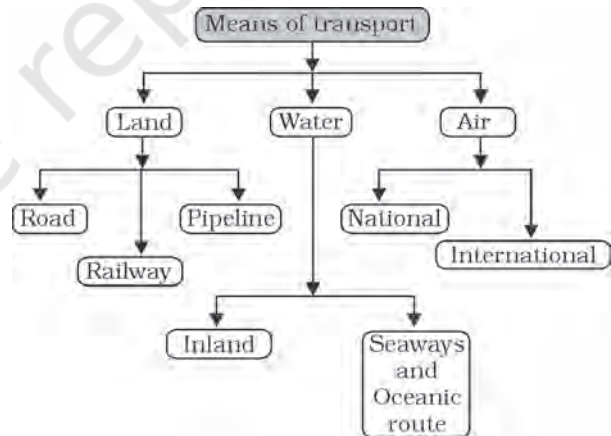 Means of transport
Land
Water
Air
Road
Pipeline
National
Railway
International
Inland
Seaways
and
Oceanic
route